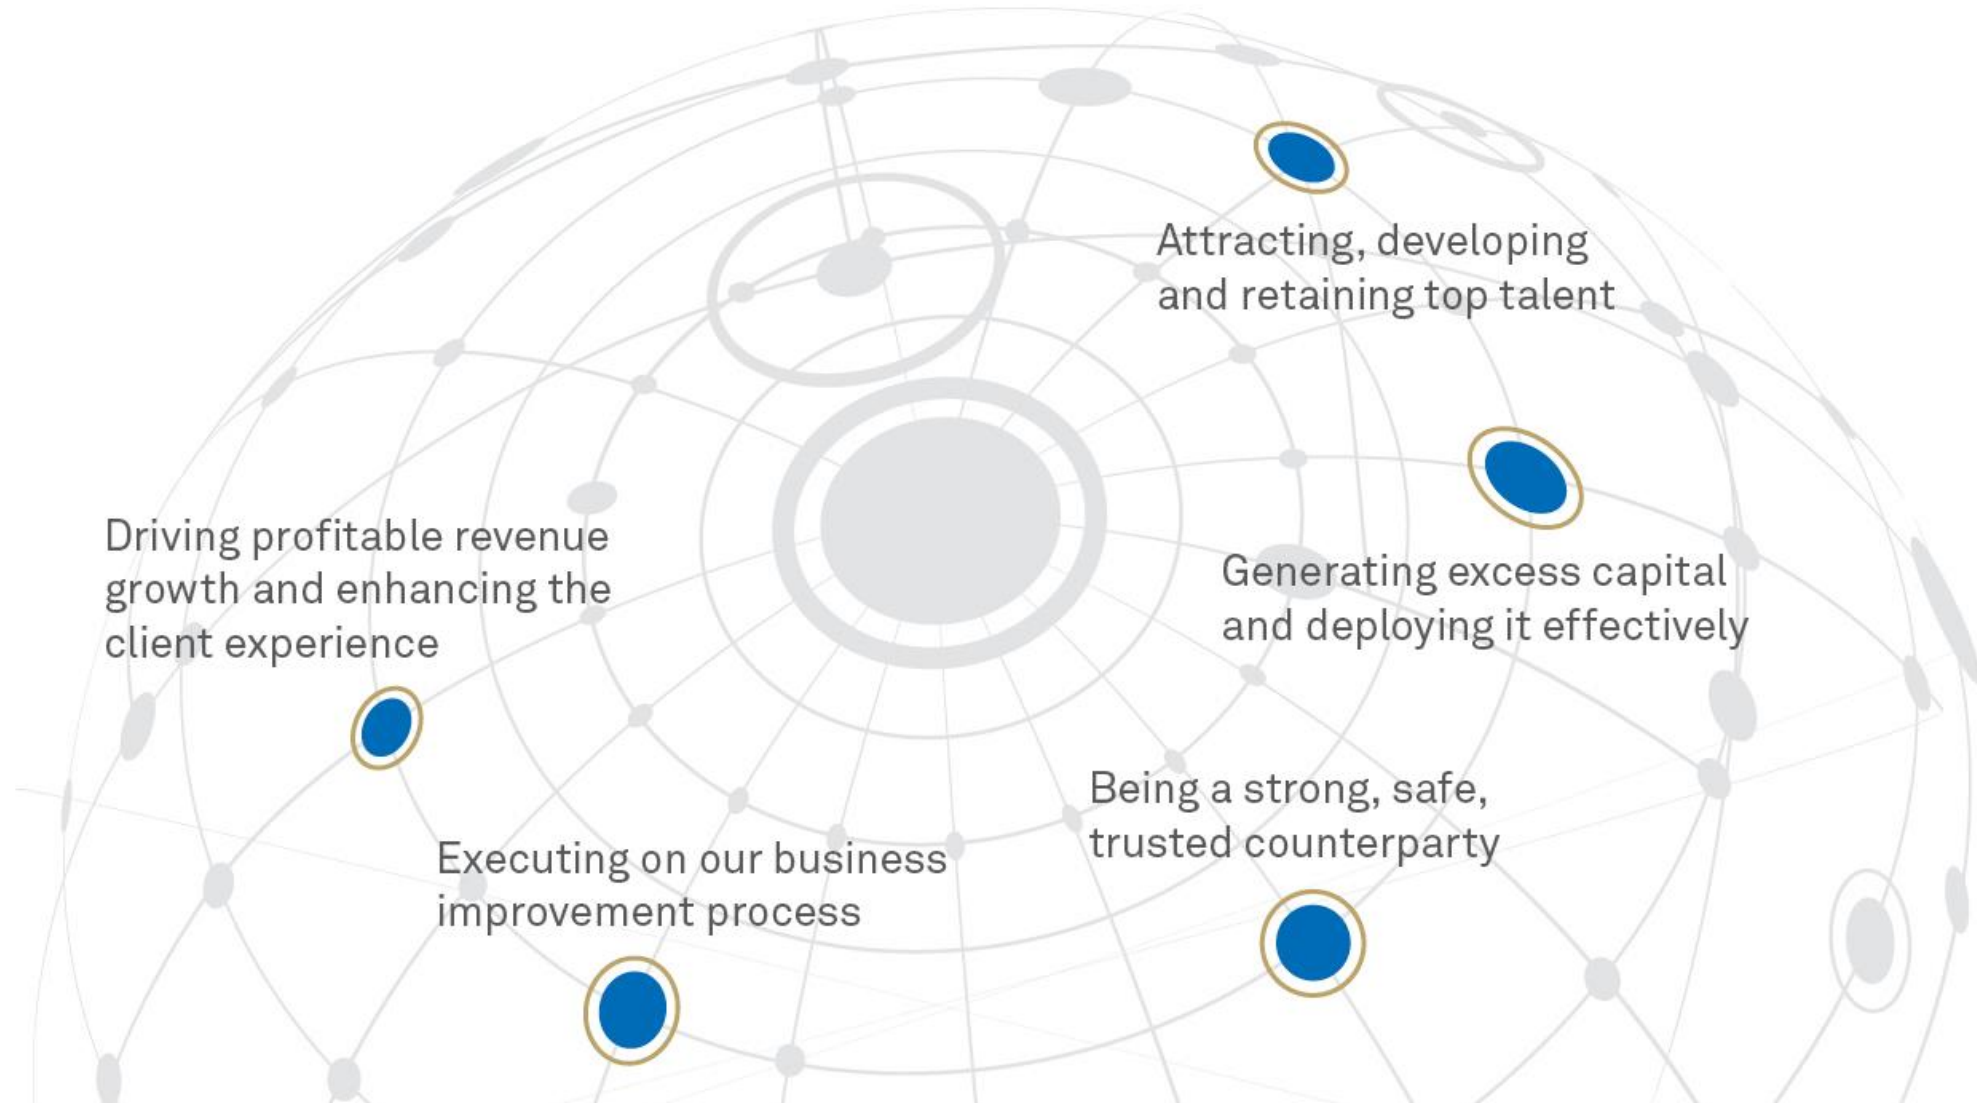 Attracting, developing
and retaining top talent
Driving profitable revenue
growth and enhancing the
client experience
Generating excess capital
and deploying it effectively
Being a strong, safe,
trusted counterparty
Executing on our business
improvement process